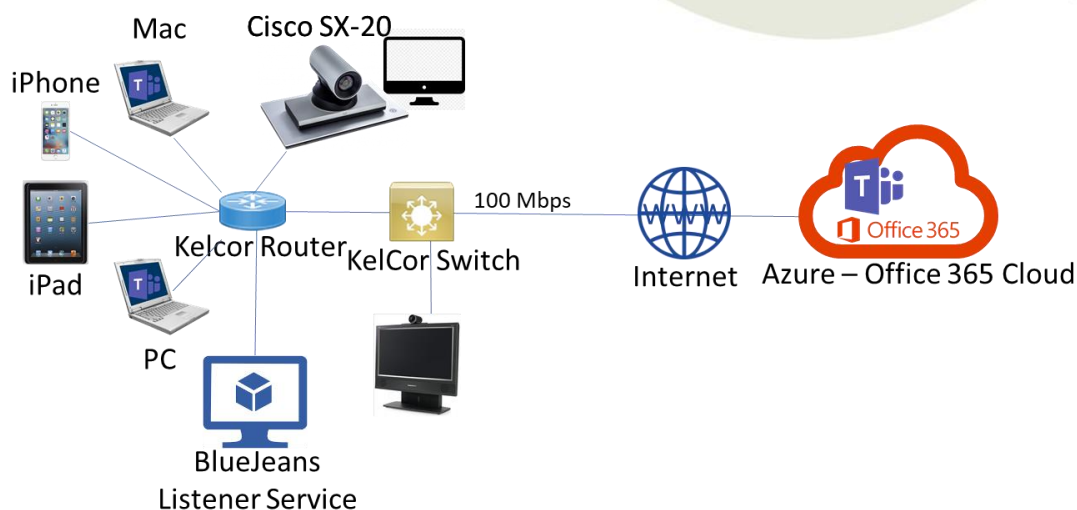 Mac
Cisco SX-20
iPhone
T
100 Mbps
WWW
T
Office 365
Kelcor Router
KelCor Switch
Internet
Azure – Office 365 Cloud
iPad
T
PC
BlueJeans
Listener Service